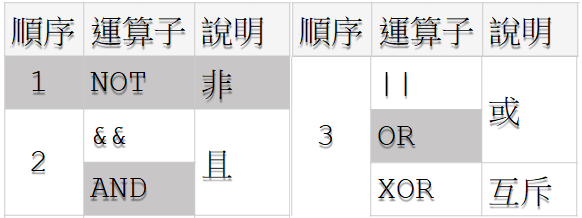 順序 運算子 說明
1 NOT 非
2 && 且
AND
順序 運算子 說明
3 || 或
OR
XOR 互斥